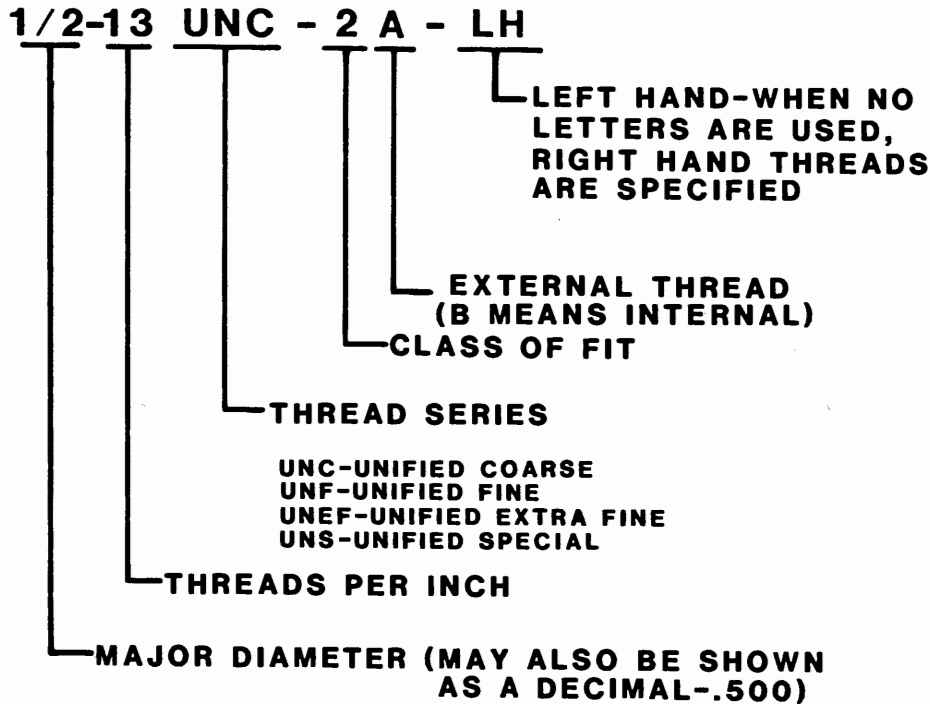 1/2-13 UNC - 2 A - LH
LEFT HAND-WHEN NO
LETTERS ARE USED,
RIGHT HAND THREADS
ARE SPECIFIED
EXTERNAL THREAD
(B MEANS INTERNAL)
CLASS OF FIT
THREAD SERIES
UNC-UNIFIED COARSE
UNF-UNIFIED FINE
UNEF-UNIFIED EXTRA FINE
UNS-UNIFIED SPECIAL
THREADS PER INCH
MAJOR DIAMETER (MAY ALSO BE SHOWN
AS A DECIMAL-.500)